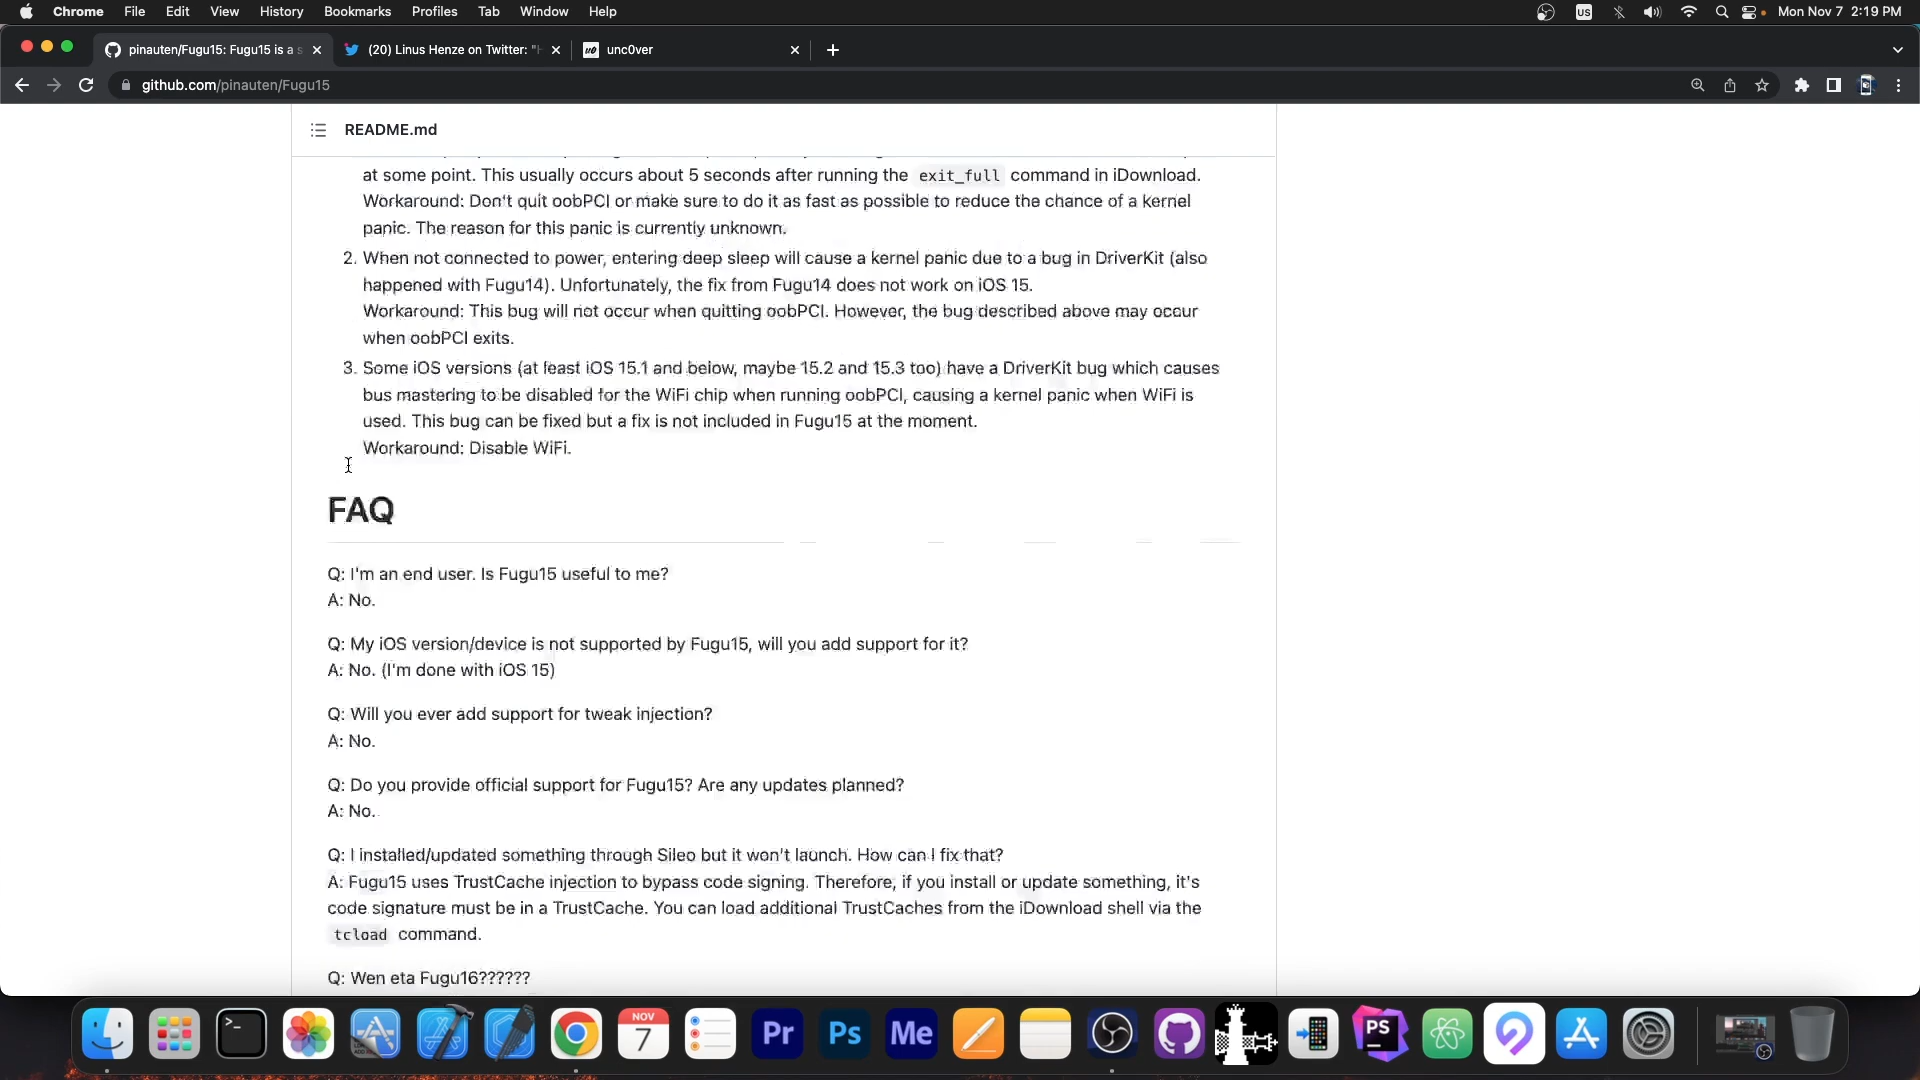 Chrome File Edit View History Bookmarks Profiles Tab Window Help US Mon Nov 7 2:19 PM
pinauten/Fugu15: Fugu15 is a s (20) Linus Henze on Twitter: "H unc0ver
github.com/pinauten/Fugu15
README.md
at some point. This usually occurs about 5 seconds after running the exit_full command in iDownload.
Workaround: Don't quit oobPCI or make sure to do it as fast as possible to reduce the chance of a kernel
panic. The reason for this panic is currently unknown.
2. When not connected to power, entering deep sleep will cause a kernel panic due to a bug in DriverKit (also
happened with Fugu14). Unfortunately, the fix from Fugu14 does not work on iOS 15.
Workaround: This bug will not occur when quitting oobPCI. However, the bug described above may occur
when oobPCI exits.
3. Some iOS versions (at least iOS 15.1 and below, maybe 15.2 and 15.3 too) have a DriverKit bug which causes
bus mastering to be disabled for the WiFi chip when running oobPCI, causing a kernel panic when WiFi is
used. This bug can be fixed but a fix is not included in Fugu15 at the moment.
Workaround: Disable WiFi.
FAQ
Q: I'm an end user. Is Fugu15 useful to me?
A: No.
Q: My iOS version/device is not supported by Fugu15, will you add support for it?
A: No. (I'm done with iOS 15)
Q: Will you ever add support for tweak injection?
A: No.
Q: Do you provide official support for Fugu15? Are any updates planned?
A: No.
Q: I installed/updated something through Sileo but it won't launch. How can I fix that?
A: Fugu15 uses TrustCache injection to bypass code signing. Therefore, if you install or update something, it's
code signature must be in a TrustCache. You can load additional TrustCaches from the iDownload shell via the
tcload command.
Q: Wen eta Fugu16??????
NOV
7 Pr Ps Me PS